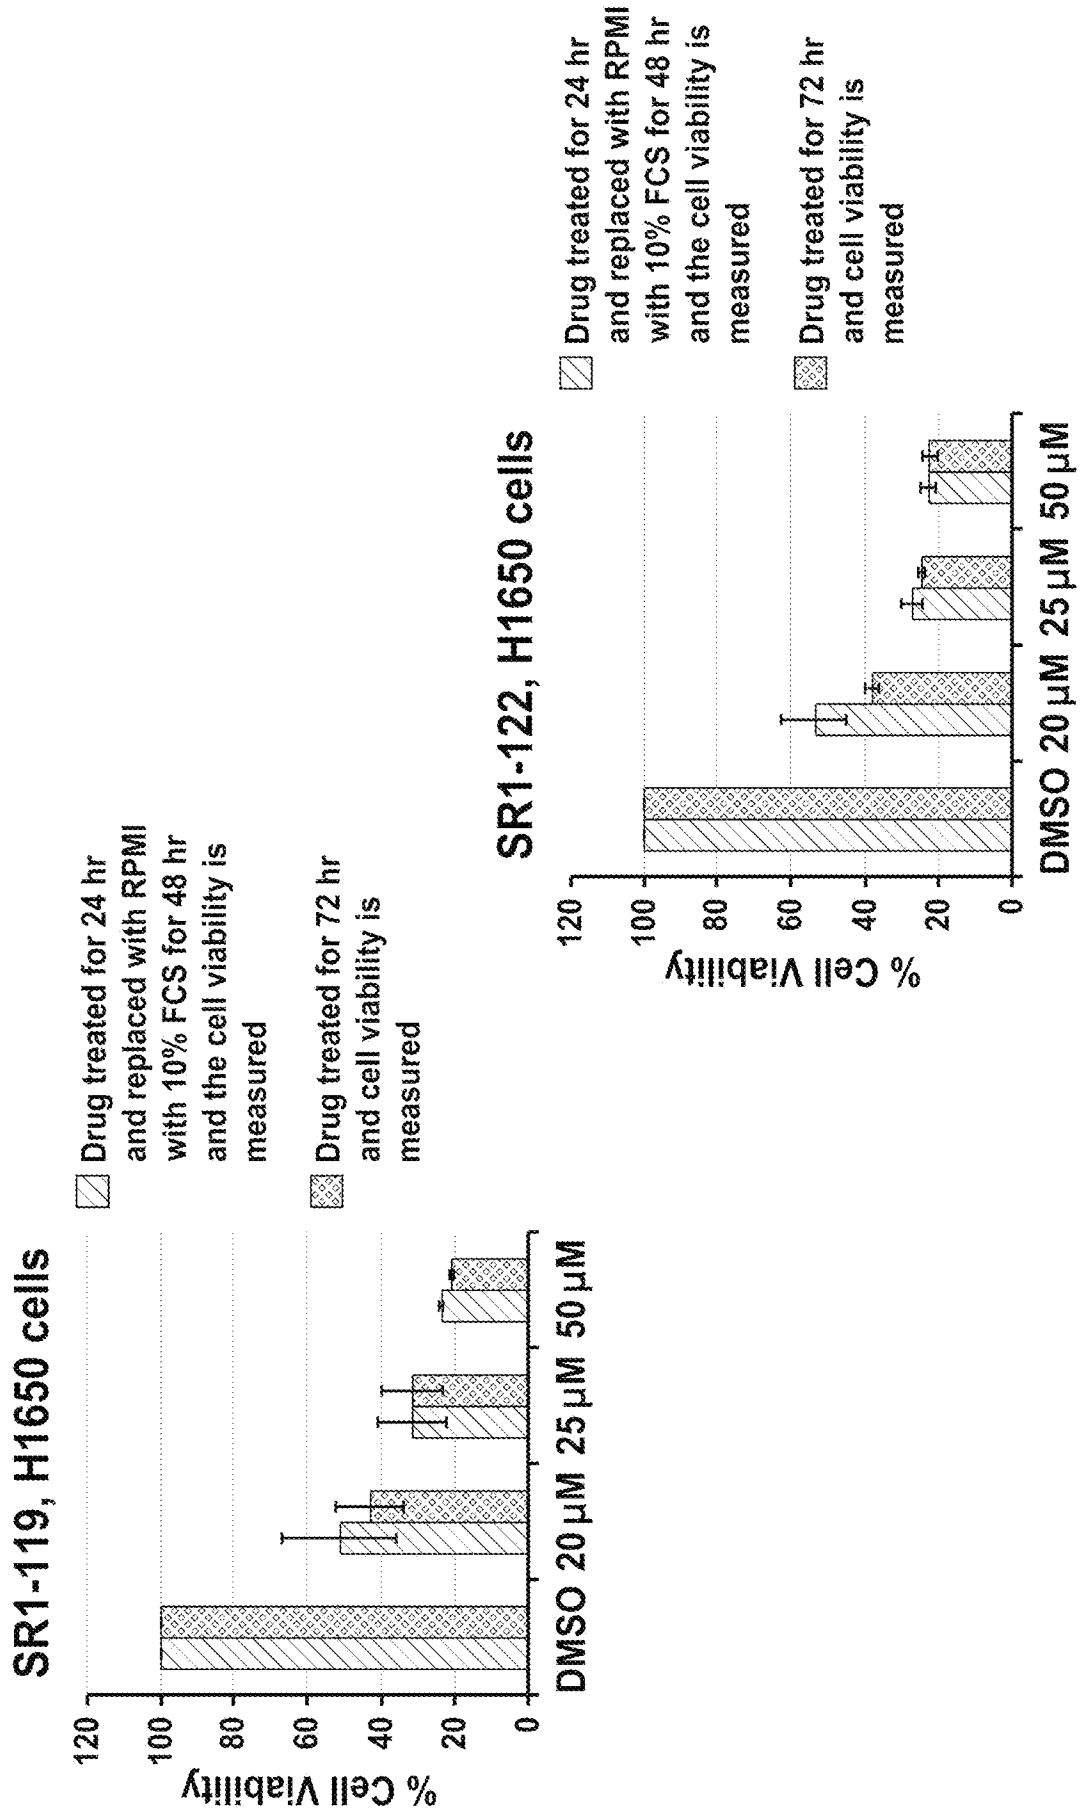 SR1-119, H1650 cells
% Cell Viability
120
100
80
60
40
20
0
DMSO 20 µM 25 µM 50 µM
Drug treated for 24 hr
and replaced with RPMI
with 10% FCS for 48 hr
and the cell viability is
measured
Drug treated for 72 hr
and cell viability is
measured
SR1-122, H1650 cells
% Cell Viability
120
100
80
60
40
20
0
DMSO 20 µM 25 µM 50 µM
Drug treated for 24 hr
and replaced with RPMI
with 10% FCS for 48 hr
and the cell viability is
measured
Drug treated for 72 hr
and cell viability is
measured